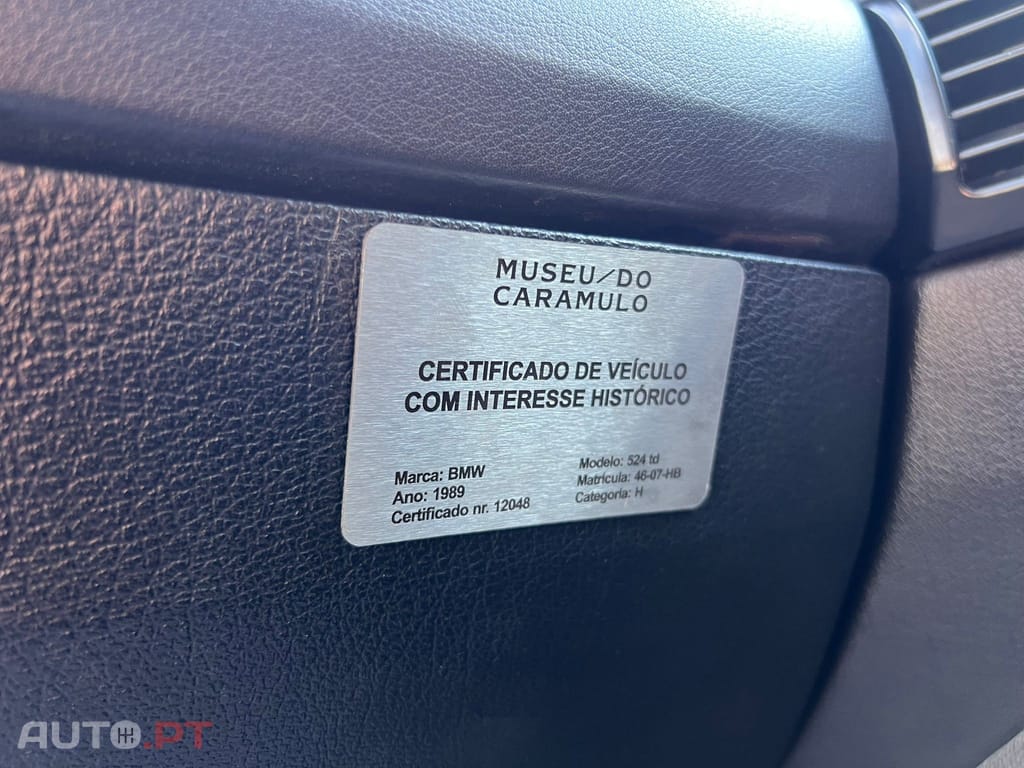 MUSEU/DO
CARAMULO
CERTIFICADO DE VEÍCULO
COM INTERESSE HISTÓRICO
Marca: BMW
Ano: 1989
Certificado nr. 12048
Modelo: 524 td
Matrícula: 46-07-HB
Categoria: H
AUTO.PT